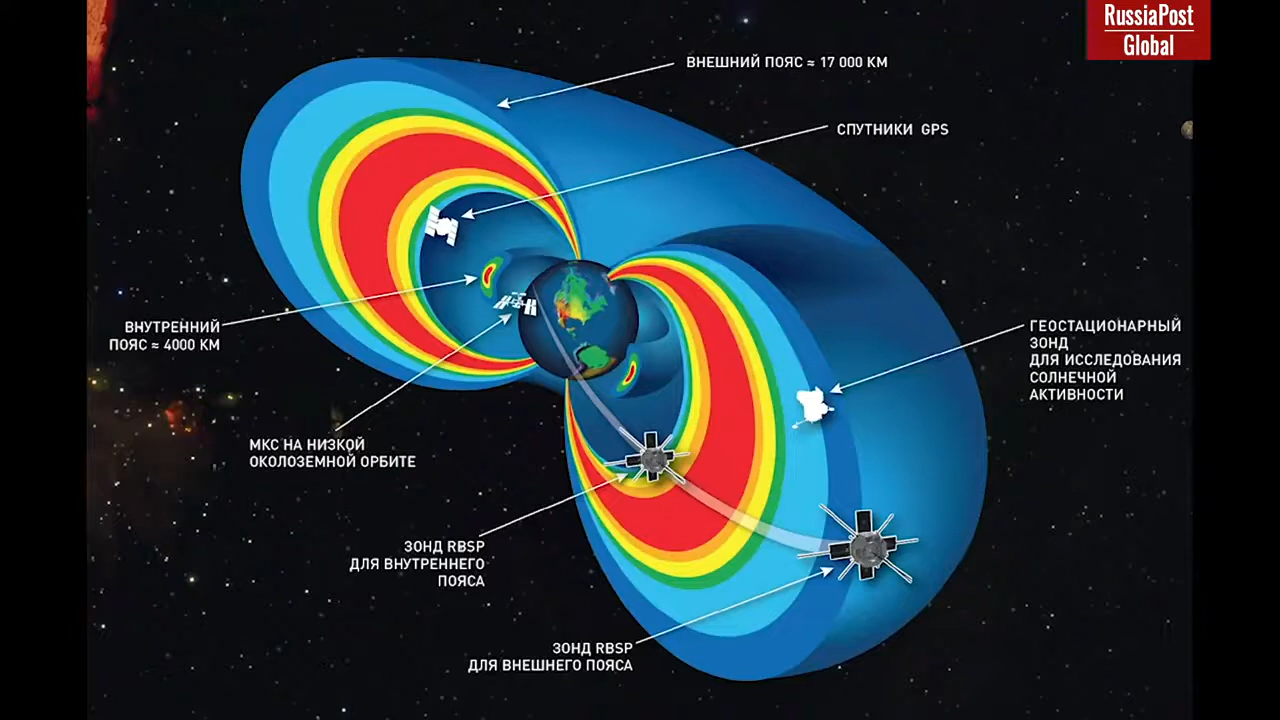 RussiaPost
Global
ВНЕШНИЙ ПОЯС ≈ 17 000 КМ
СПУТНИКИ GPS
ВНУТРЕННИЙ
ПОЯС ≈ 4000 КМ
ГЕОСТАЦИОНАРНЫЙ
ЗОНД
ДЛЯ ИССЛЕДОВАНИЯ
СОЛНЕЧНОЙ
АКТИВНОСТИ
МКС НА НИЗКОЙ
ОКОЛОЗЕМНОЙ ОРБИТЕ
ЗОНД RBSP
ДЛЯ ВНУТРЕННЕГО
ПОЯСА
ЗОНД RBSP
ДЛЯ ВНЕШНЕГО ПОЯСА